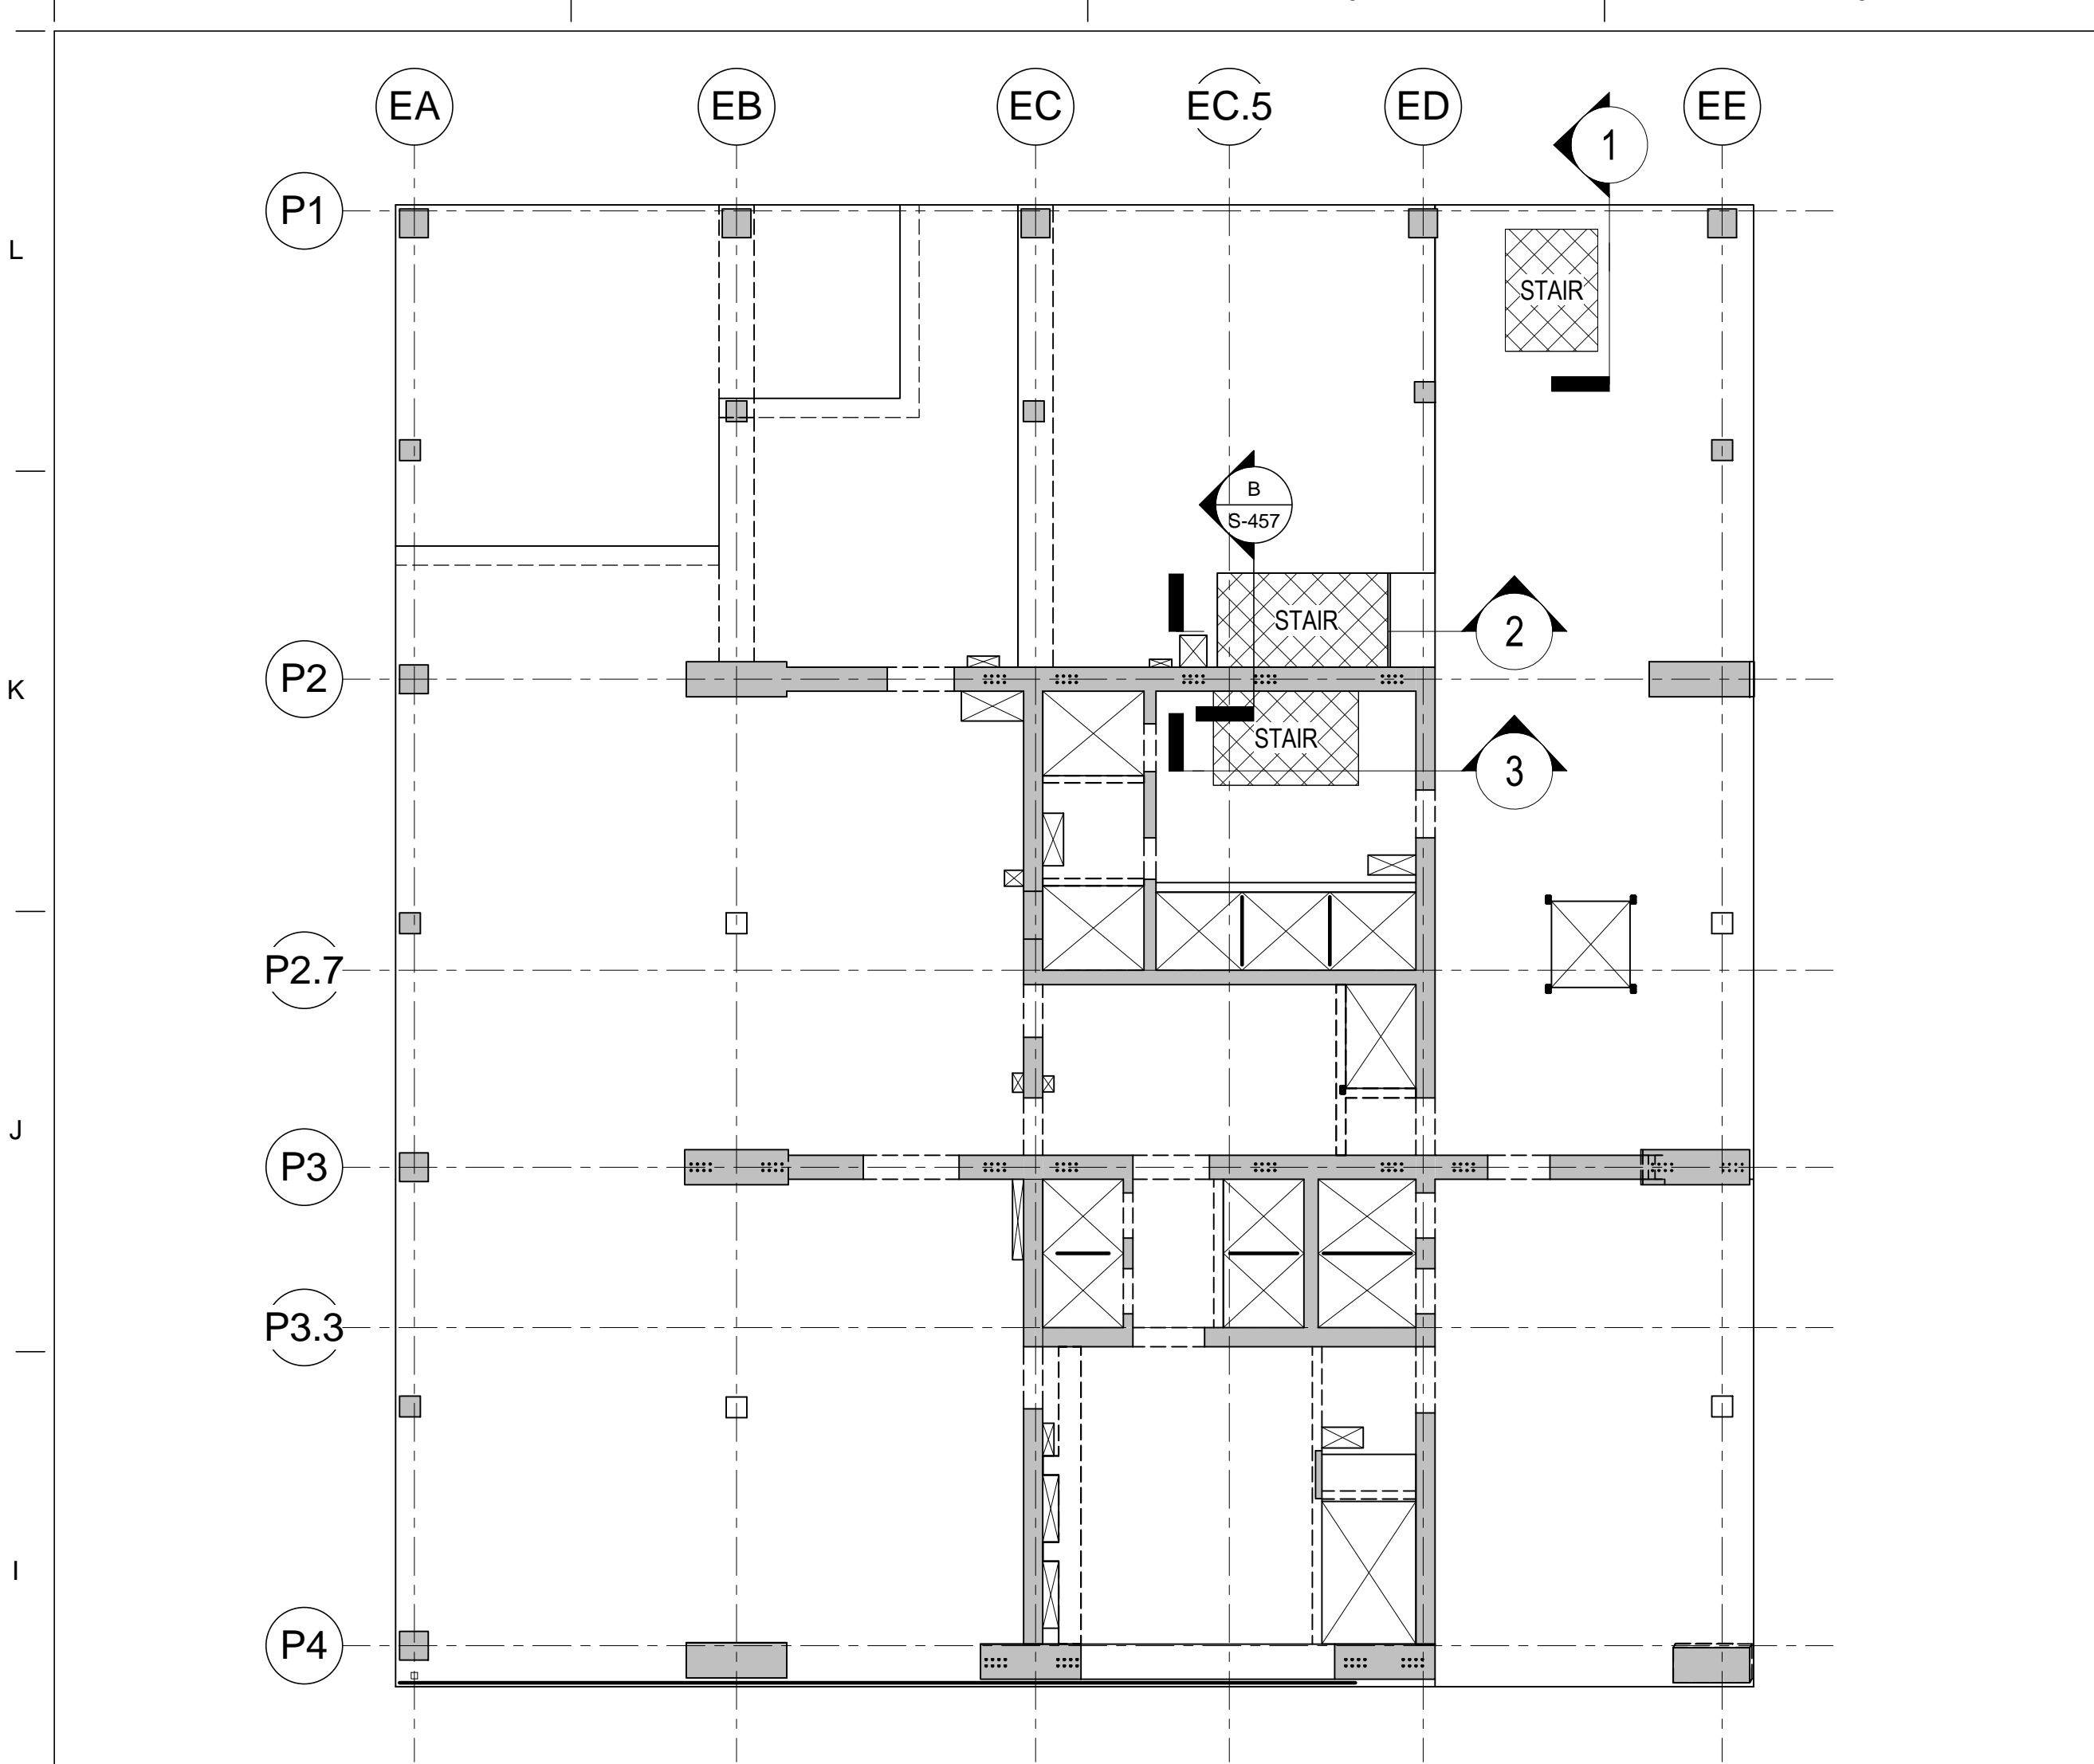 EA EB EC EC.5 ED EE
1
P1
L
STAIR
B
S-457
STAIR
2
P2
K
STAIR
3
P2.7
J
P3
P3.3
I
P4